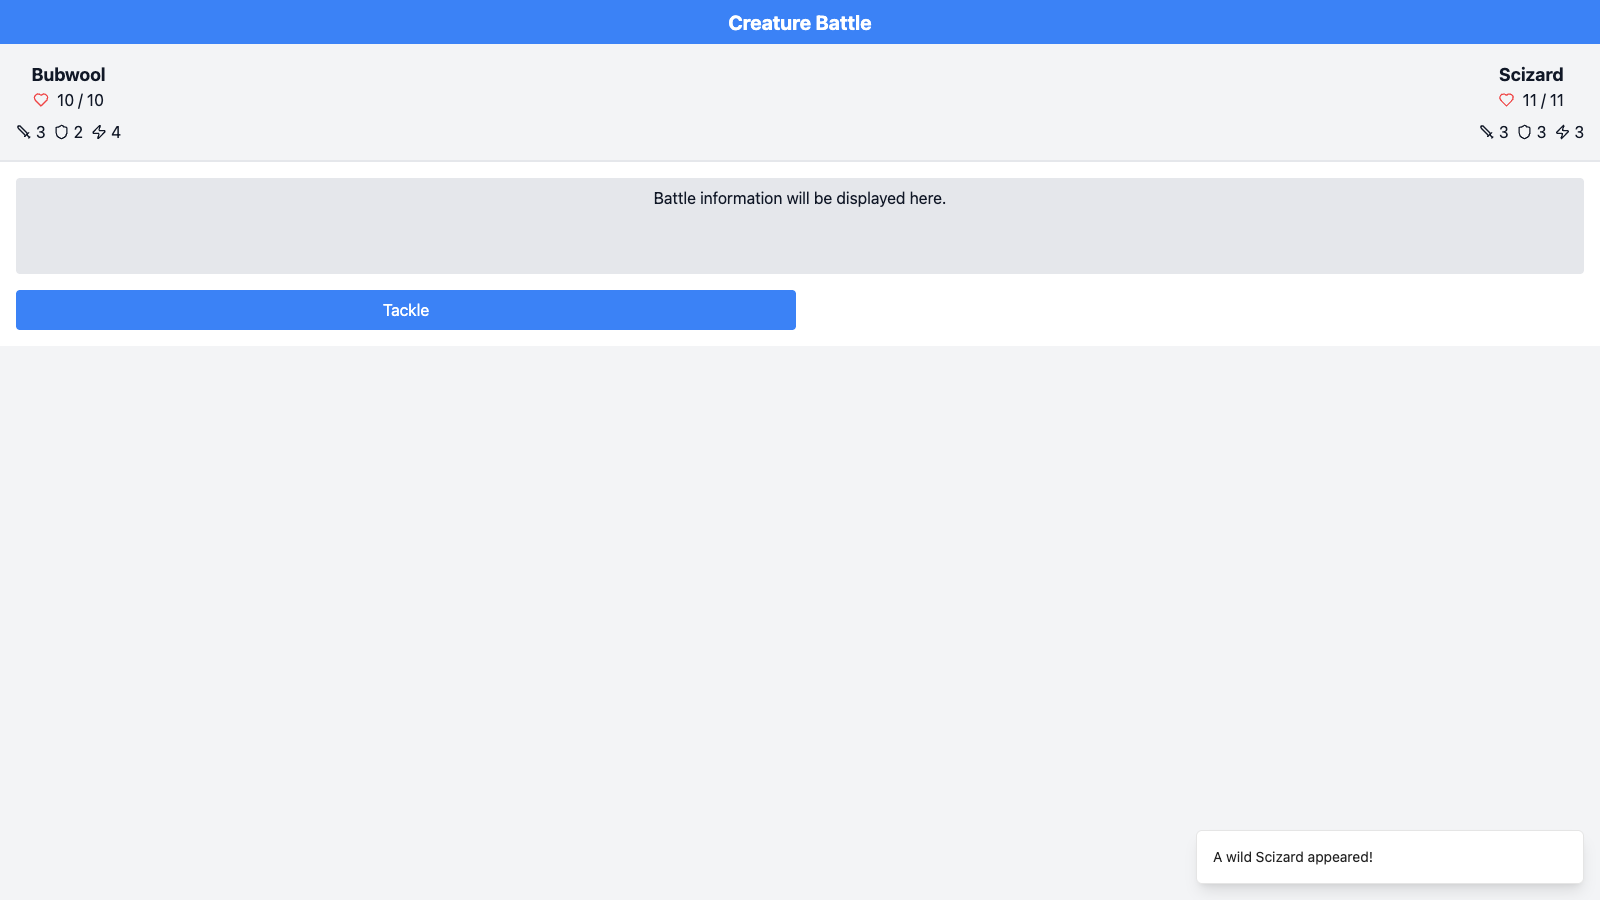 Creature Battle
Bubwool
10 / 10
3 2 4
Scizard
11 / 11
3 3 3
Battle information will be displayed here.
Tackle
A wild Scizard appeared!